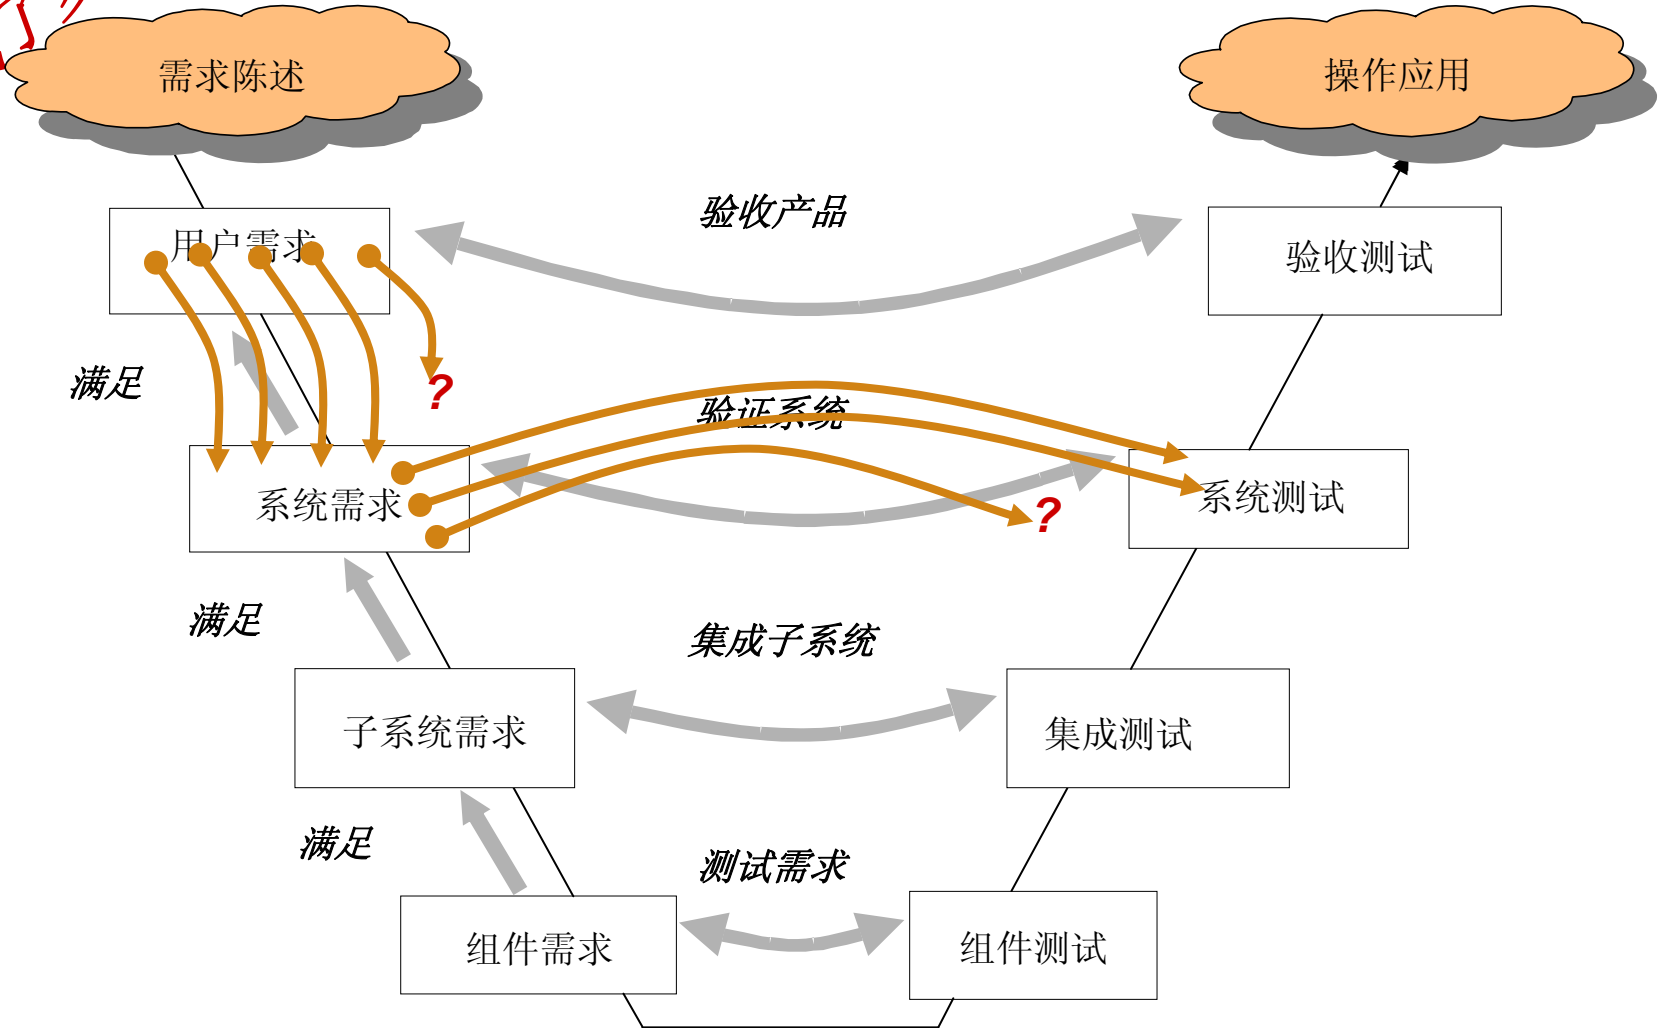 需求陈述
操作应用
验收产品
用户需求
验收测试
满足
?
验证系统
系统需求
系统测试
?
满足
集成子系统
子系统需求
集成测试
满足
测试需求
组件需求
组件测试